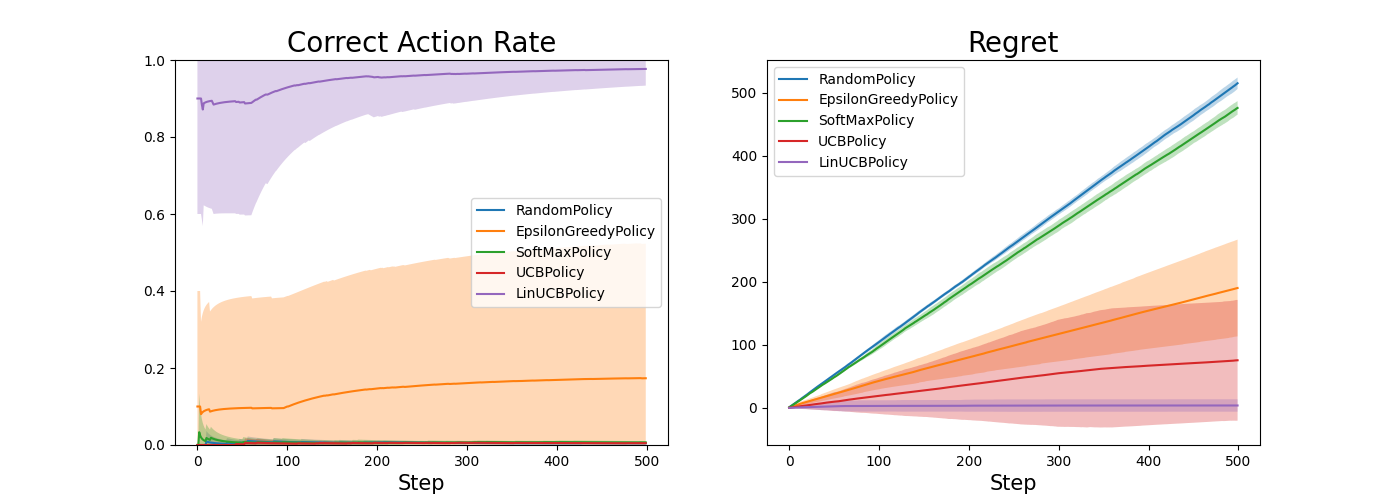 Correct Action Rate
1.0
0.8
0.6
0.4
0.2
0.0
RandomPolicy
EpsilonGreedyPolicy
SoftMaxPolicy
UCBPolicy
LinUCBPolicy
0 100 200 300 400 500
Step
Regret
500
400
300
200
100
0
RandomPolicy
EpsilonGreedyPolicy
SoftMaxPolicy
UCBPolicy
LinUCBPolicy
0 100 200 300 400 500
Step